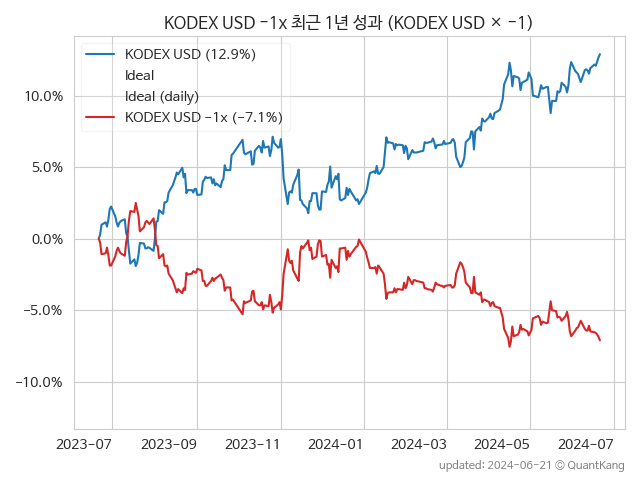 KODEX USD −1x 최근 1년 성과 (KODEX USD × −1)
KODEX USD (12.9%)
Ideal
Ideal (daily)
KODEX USD −1x (−7.1%)
10.0%
5.0%
0.0%
−5.0%
−10.0%
2023-07 2023-09 2023-11 2024-01 2024-03 2024-05 2024-07
updated: 2024-06-21 © QuantKang